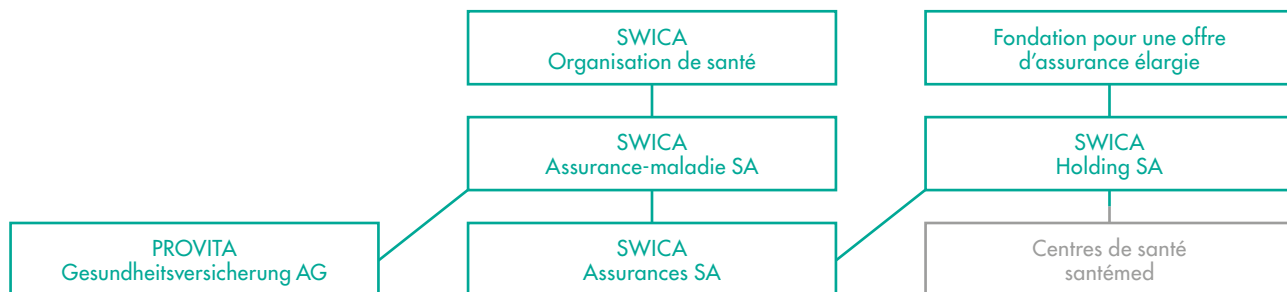 SWICA
Organisation de santé
Fondation pour une offre
d’assurance élargie
SWICA
Assurance-maladie SA
SWICA
Holding SA
PROVITA
Gesundheitsversicherung AG
SWICA
Assurances SA
Centres de santé
santémed